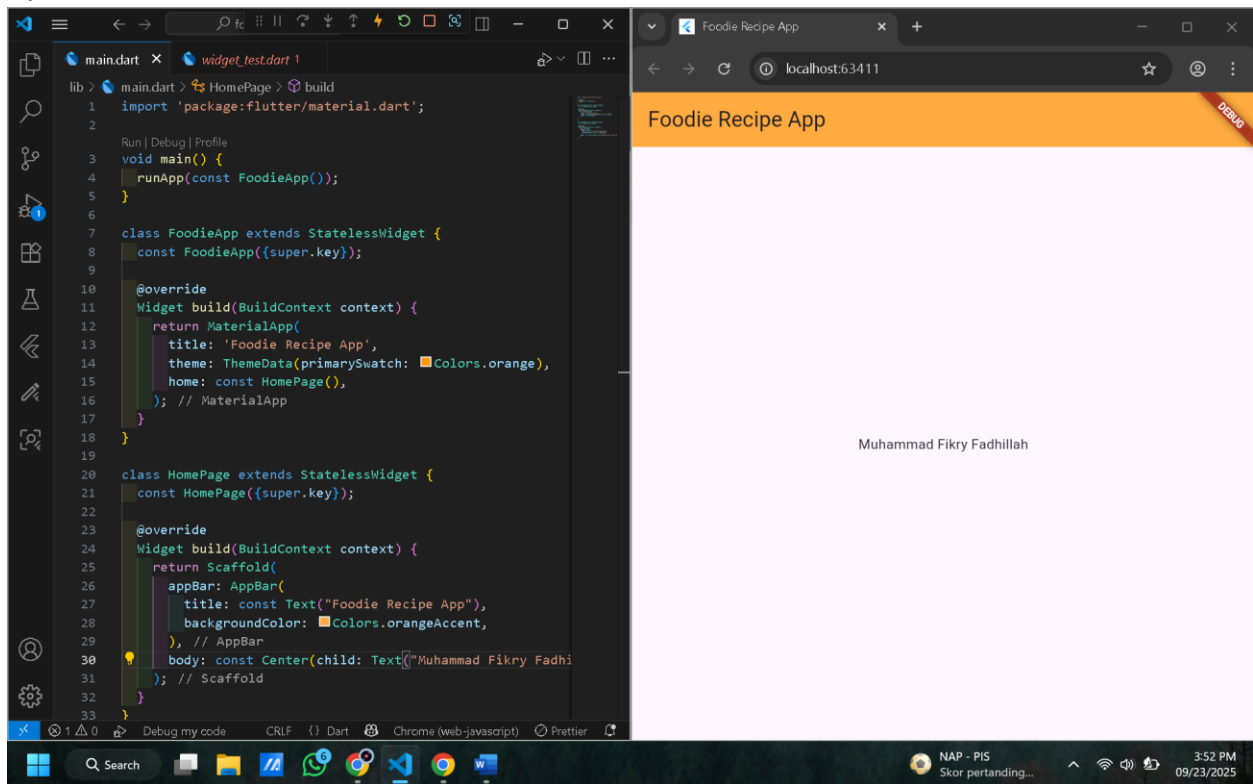 fc
main.dart
widget_test.dart 1
lib > main.dart > HomePage > build
1 import 'package:flutter/material.dart';
2
Run | Debug | Profile
3 void main() {
4 runApp(const FoodieApp());
5 }
6
7 class FoodieApp extends StatelessWidget {
8 const FoodieApp({super.key});
9
10 @override
11 Widget build(BuildContext context) {
12 return MaterialApp(
13 title: 'Foodie Recipe App',
14 theme: ThemeData(primarySwatch: Colors.orange),
15 home: const HomePage(),
16 ); // MaterialApp
17 }
18 }
19
20 class HomePage extends StatelessWidget {
21 const HomePage({super.key});
22
23 @override
24 Widget build(BuildContext context) {
25 return Scaffold(
26 appBar: AppBar(
27 title: const Text("Foodie Recipe App"),
28 backgroundColor: Colors.orangeAccent,
29 ), // AppBar
30 body: const Center(child: Text("Muhammad Fikry Fadhi
31 ); // Scaffold
32 }
33 }
1 0 Debug my code CRLF {} Dart Chrome (web-javascript) Prettier
Foodie Recipe App
localhost:63411
Foodie Recipe App
DEBUG
Muhammad Fikry Fadhillah
Search
9
NAP - PIS
Skor pertanding...
3:52 PM
09/23/2025